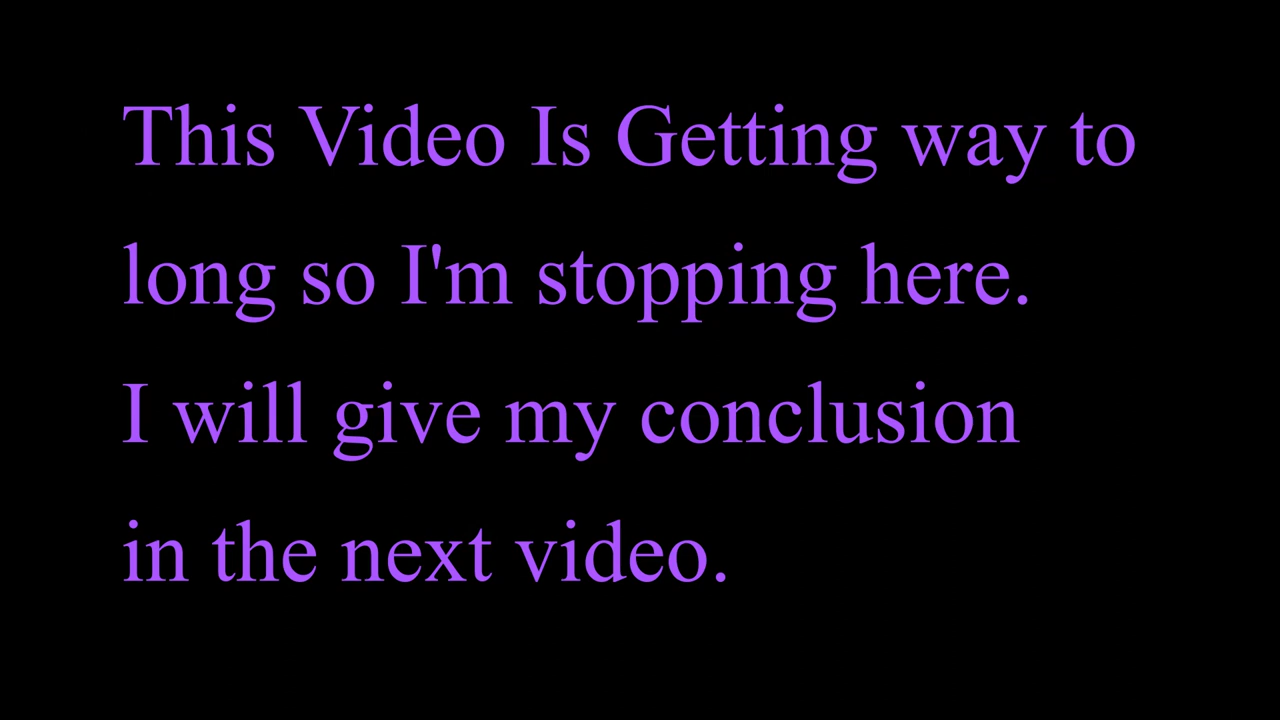 This Video Is Getting way to
long so I'm stopping here.
I will give my conclusion
in the next video.